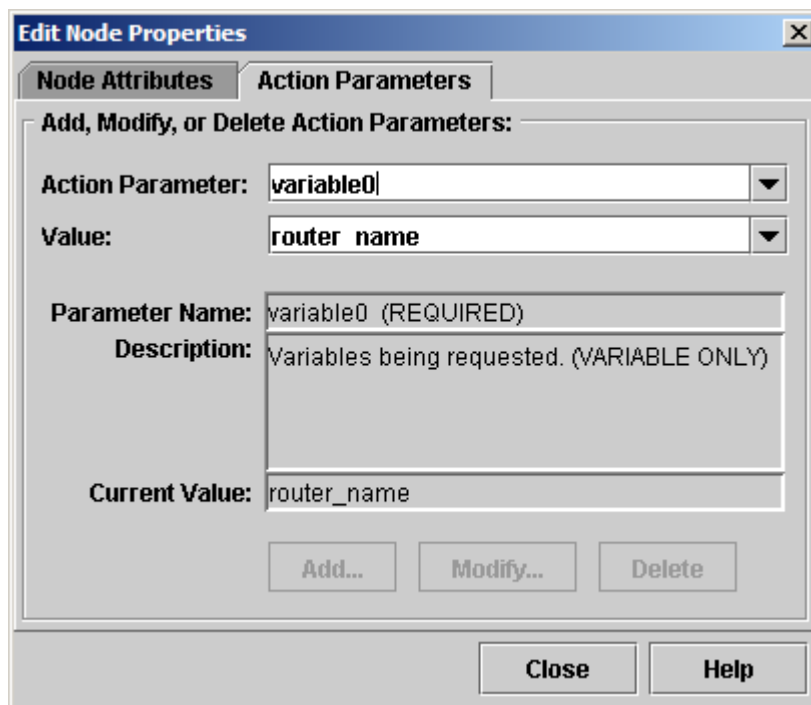 Edit Node Properties
Node Attributes Action Parameters
Add, Modify, or Delete Action Parameters:
Action Parameter: variable0
Value: router_name
Parameter Name: variable0 (REQUIRED)
Description: Variables being requested. (VARIABLE ONLY)
Current Value: router_name
Add... Modify... Delete
Close Help